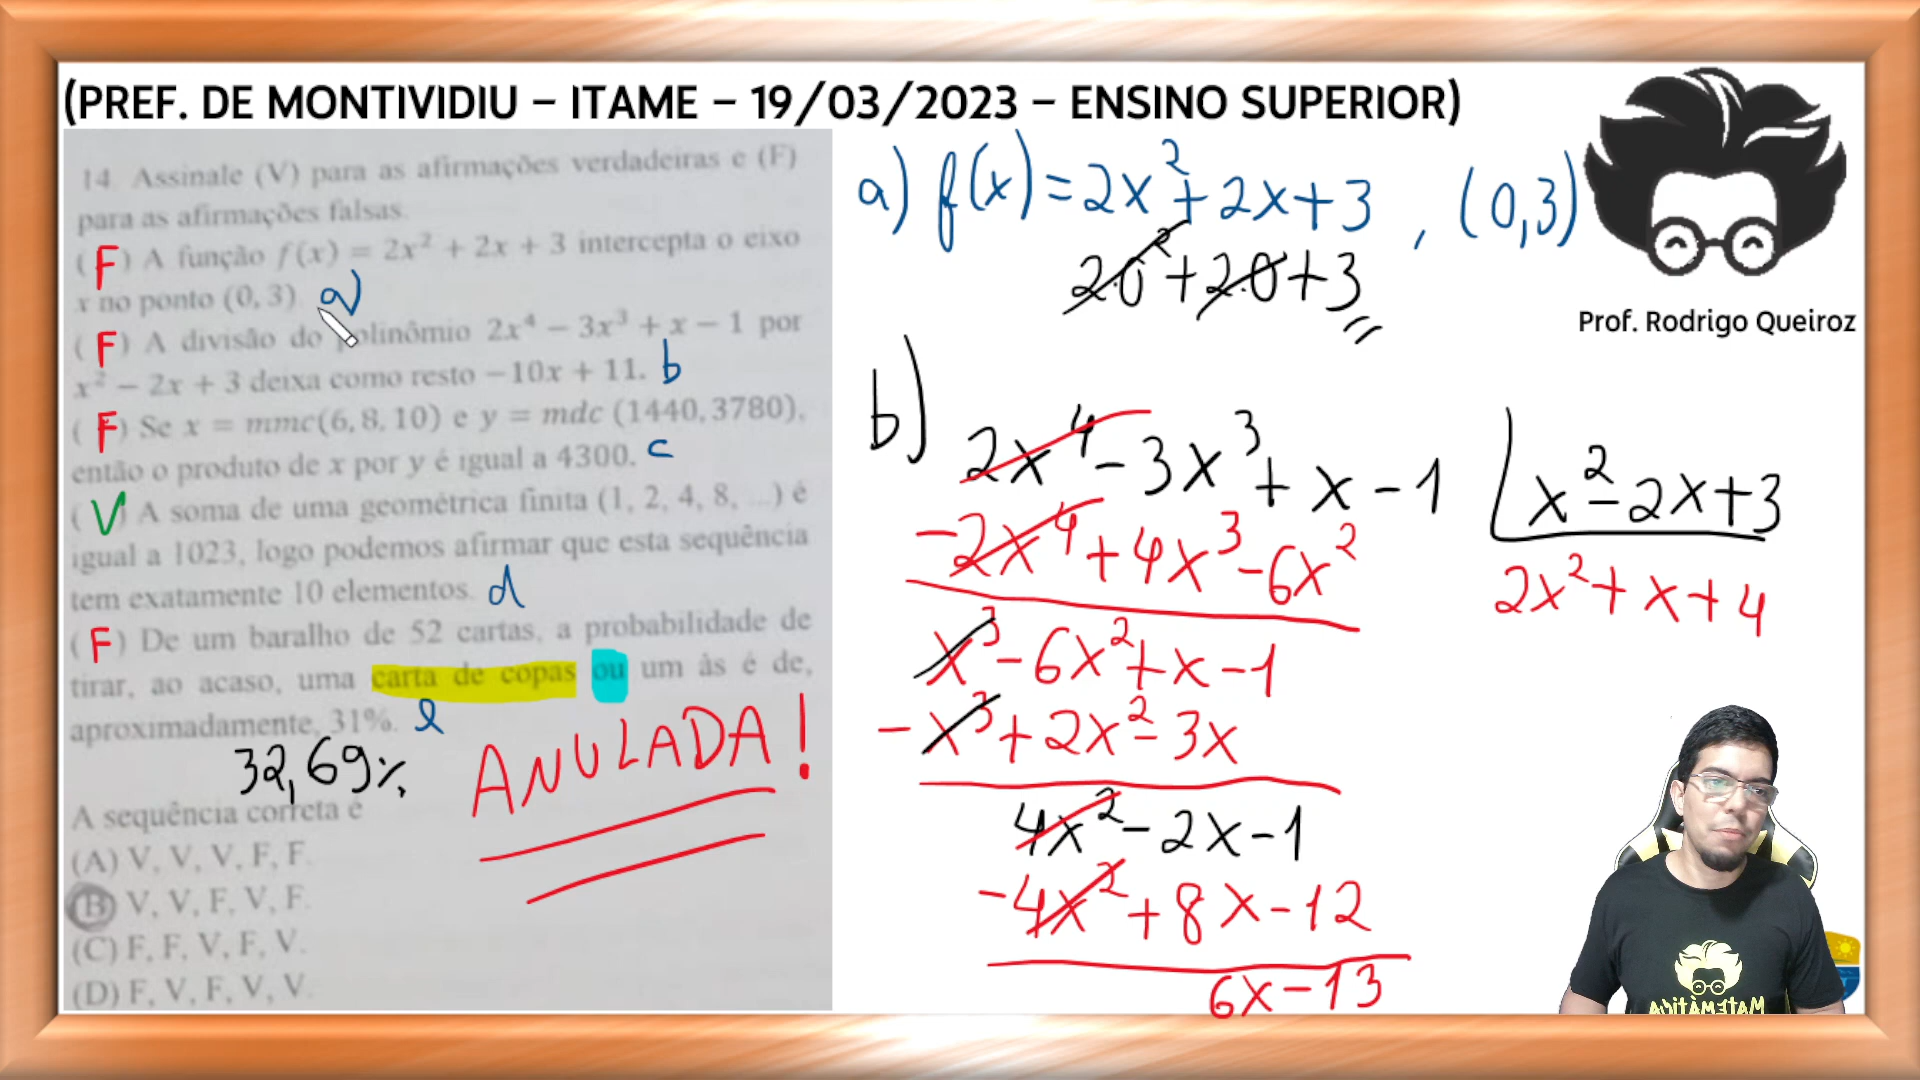 (PREF. DE MONTIVIDIU – ITAME – 19/03/2023 – ENSINO SUPERIOR)
14. Assinale (V) para as afirmações verdadeiras e (F)
para as afirmações falsas.
(F) A função f(x) = 2x² + 2x + 3 intercepta o eixo
x no ponto (0, 3). a)
(F) A divisão do polinômio 2x⁴ − 3x³ + x − 1 por
x² − 2x + 3 deixa como resto −10x + 11. b
(F) Se x = mmc(6, 8, 10) e y = mdc (1440, 3780),
então o produto de x por y é igual a 4300. c
(V) A soma de uma geométrica finita (1, 2, 4, 8, ...) é
igual a 1023, logo podemos afirmar que esta sequência
tem exatamente 10 elementos. d
(F) De um baralho de 52 cartas, a probabilidade de
tirar, ao acaso, uma carta de copas ou um às é de,
aproximadamente, 31%. e
32,69%
ANULADA!
A sequência correta é
(A) V, V, V, F, F.
(B) V, V, F, V, F.
(C) F, F, V, F, V.
(D) F, V, F, V, V.
a) f(x) = 2x² + 2x + 3 , (0,3)
2.0² + 2.0 + 3
b)
2x⁴ - 3x³ + x - 1 x² - 2x + 3
-2x⁴ + 4x³ - 6x² 2x² + x + 4
x³ - 6x² + x - 1
-x³ + 2x² - 3x
4x² - 2x - 1
-4x² + 8x - 12
6x - 13
Prof. Rodrigo Queiroz
MATEMÁTICA